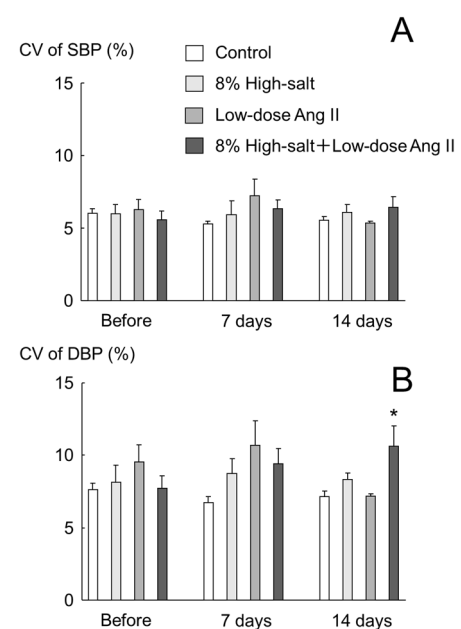 A
CV of SBP (%)
Control
8% High-salt
Low-dose Ang II
8% High-salt+Low-dose Ang II
15
10
5
0
Before 7 days 14 days
CV of DBP (%)
B
15
*
10
5
0
Before 7 days 14 days